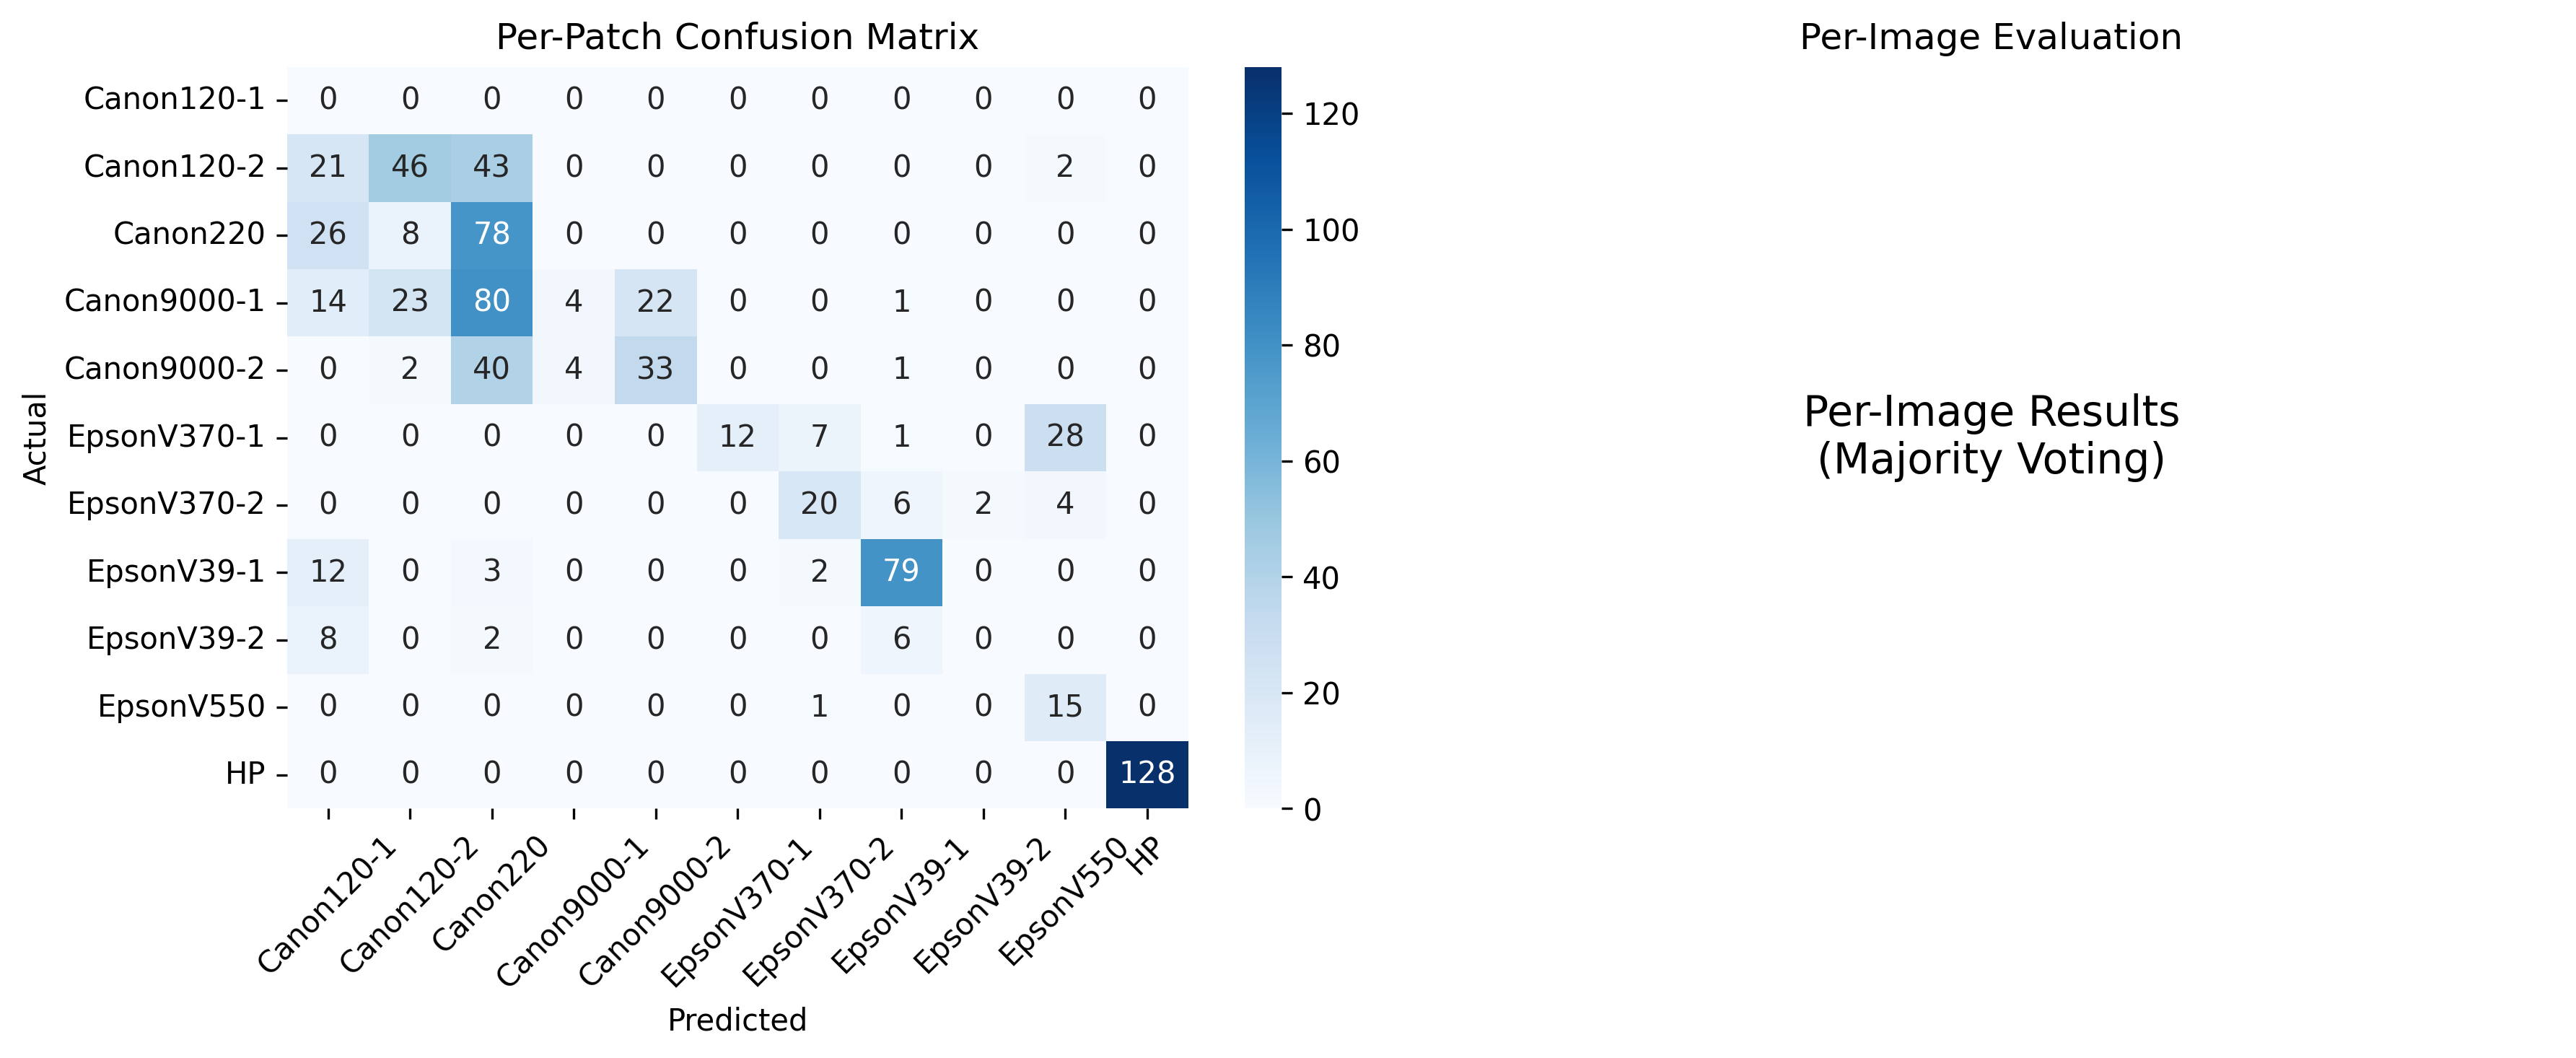 Per-Patch Confusion Matrix
Canon120-1 0 0 0 0 0 0 0 0 0 0 0
Canon120-2 21 46 43 0 0 0 0 0 0 2 0
Canon220 26 8 78 0 0 0 0 0 0 0 0
Canon9000-1 14 23 80 4 22 0 0 1 0 0 0
Canon9000-2 0 2 40 4 33 0 0 1 0 0 0
EpsonV370-1 0 0 0 0 0 12 7 1 0 28 0
EpsonV370-2 0 0 0 0 0 0 20 6 2 4 0
EpsonV39-1 12 0 3 0 0 0 2 79 0 0 0
EpsonV39-2 8 0 2 0 0 0 0 6 0 0 0
EpsonV550 0 0 0 0 0 0 1 0 0 15 0
HP 0 0 0 0 0 0 0 0 0 0 128
Actual
Canon120-1 Canon120-2 Canon220 Canon9000-1 Canon9000-2 EpsonV370-1 EpsonV370-2 EpsonV39-1 EpsonV39-2 EpsonV550 HP
Predicted
120
100
80
60
40
20
0
Per-Image Evaluation
Per-Image Results
(Majority Voting)